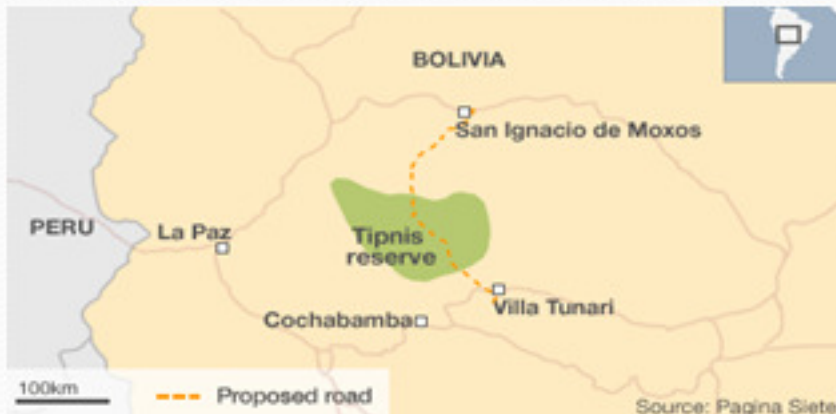 BOLIVIA
San Ignacio de Moxos
PERU
La Paz
Tipnis
reserve
Villa Tunari
Cochabamba
100km
Proposed road
Source: Pagina Siete